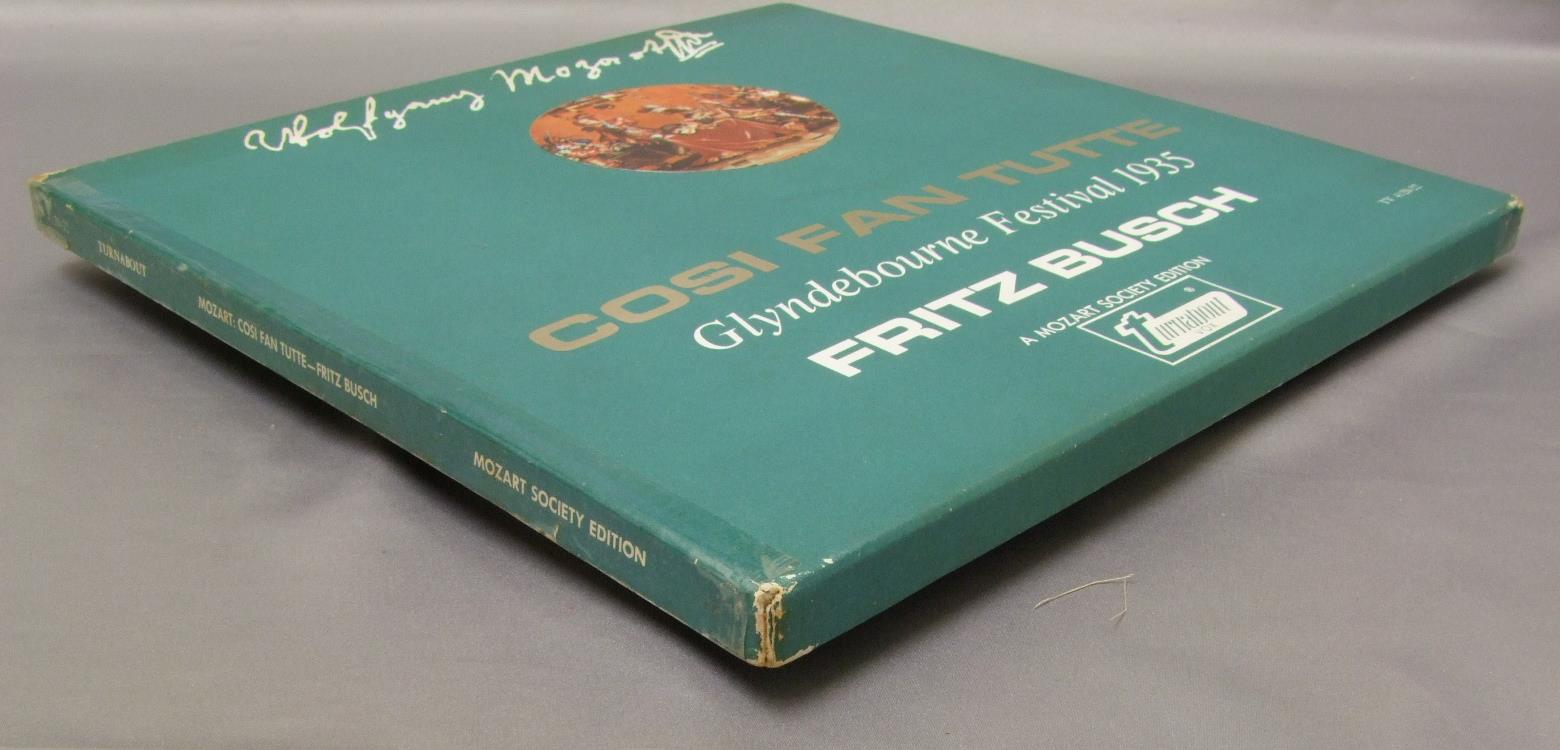 Wolfgang Mozart
COSI FAN TUTTE
Glyndebourne Festival 1935
FRITZ BUSCH
A MOZART SOCIETY EDITION
turnabout
®
VOX
TURNABOUT
MOZART: COSI FAN TUTTE—FRITZ BUSCH
MOZART SOCIETY EDITION